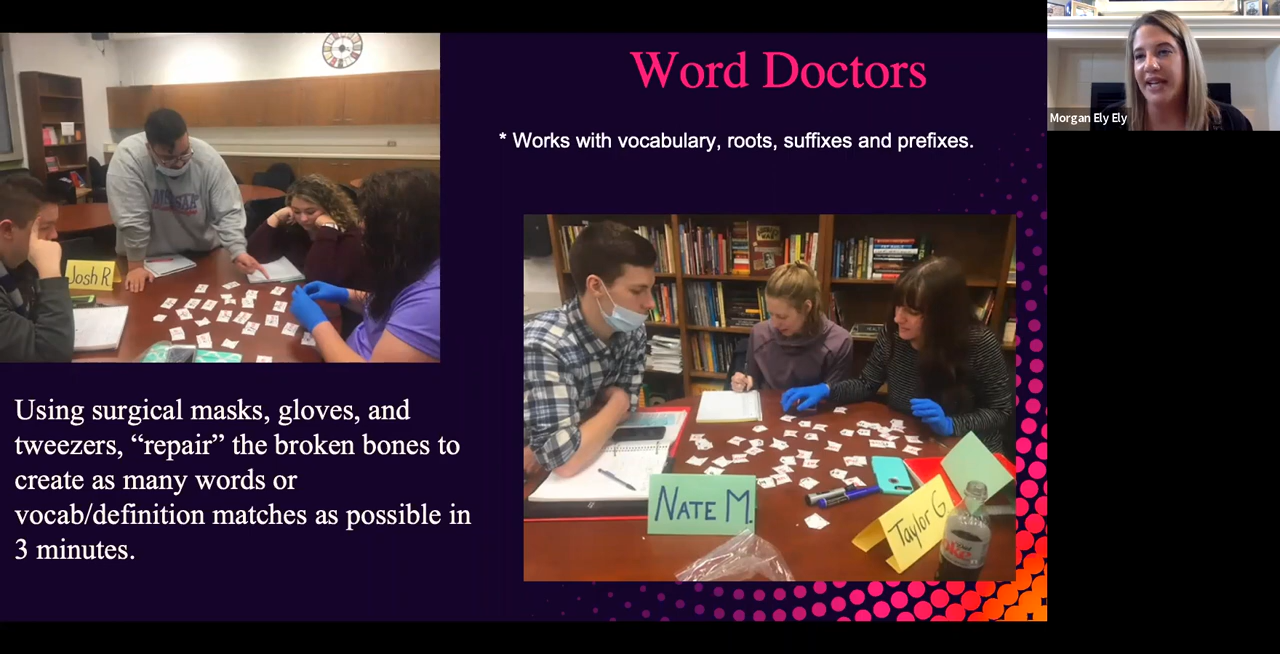 Word Doctors
* Works with vocabulary, roots, suffixes and prefixes.
Morgan Ely Ely
Josh R
Using surgical masks, gloves, and
tweezers, “repair” the broken bones to
create as many words or
vocab/definition matches as possible in
3 minutes.
NATE M.
Taylor G
Coke